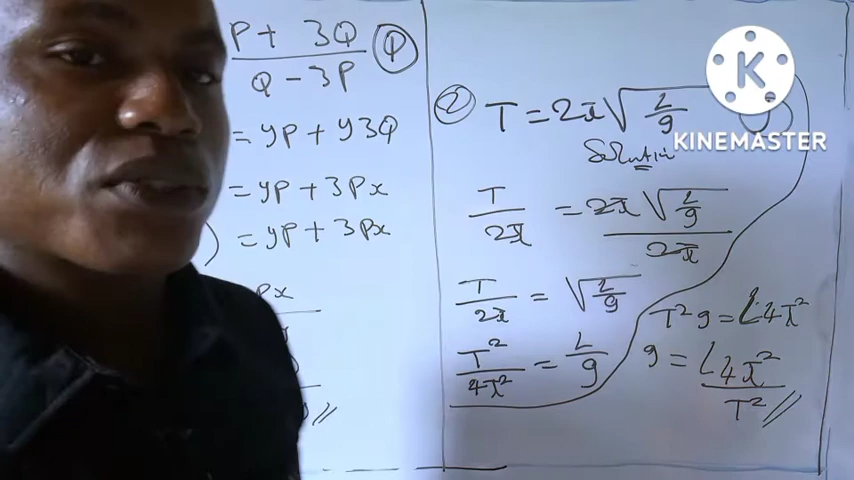 P + 3Q
Q - 3P
P
= yP + y3Q
= yP + 3Px
) = yP + 3Px
Px
//
2 T = 2π√L/g
Solution
T/2π = 2π√L/g / 2π
T/2π = √L/g
T²/4π² = L/g
T²g = L4π²
g = L4π²/T² //
K
KINEMASTER